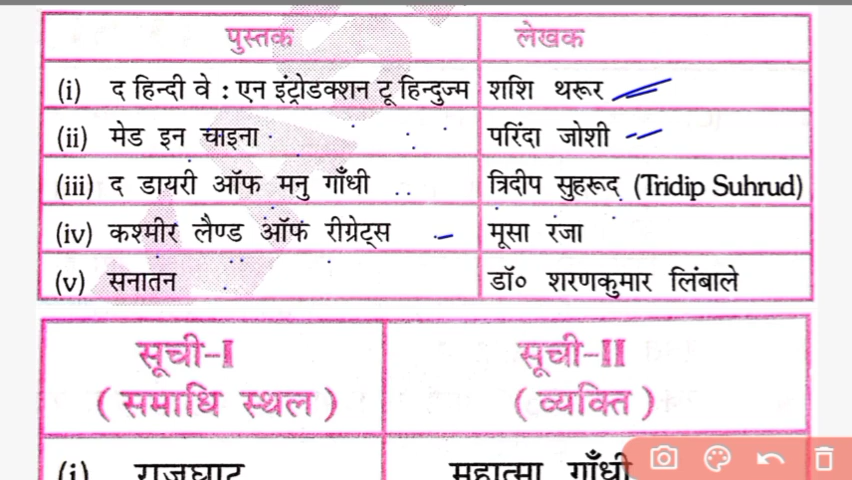 पुस्तक लेखक
(i) द हिन्दी वे : एन इंट्रोडक्शन टू हिन्दुज्म शशि थरूर
(ii) मेड इन चाइना परिंदा जोशी
(iii) द डायरी ऑफ मनु गाँधी त्रिदीप सुहरूद (Tridip Suhrud)
(iv) कश्मीर लैण्ड ऑफ रीग्रेट्स मूसा रजा
(v) सनातन डॉ० शरणकुमार लिंबाले
सूची-I सूची-II
(समाधि स्थल) (व्यक्ति)
(i) राजघाट महात्मा गाँधी